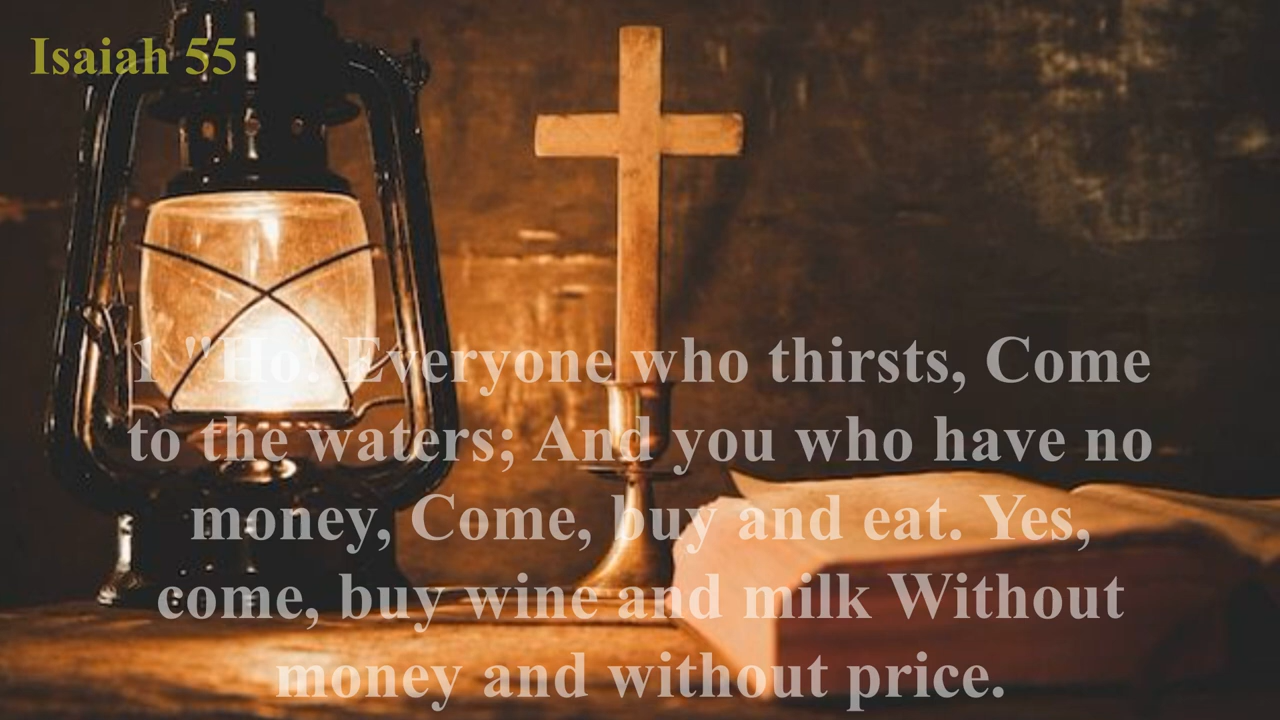 Isaiah 55
1 "Ho! Everyone who thirsts, Come
to the waters; And you who have no
money, Come, buy and eat. Yes,
come, buy wine and milk Without
money and without price.